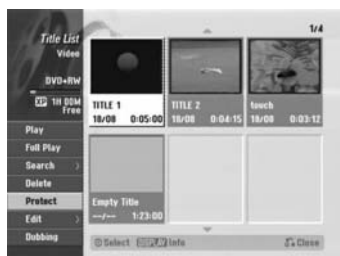 Title List
1/4
Video
DVD+RW
XP 1H 00M
Free
Play
Full Play
Search >
Delete
Protect
Edit >
Dubbing
TITLE 1
18/08 0:05:00
TITLE 2
18/08 0:04:15
touch
18/08 0:03:12
Empty Title
--/-- 1:23:00
Select DISPLAY Info
Close